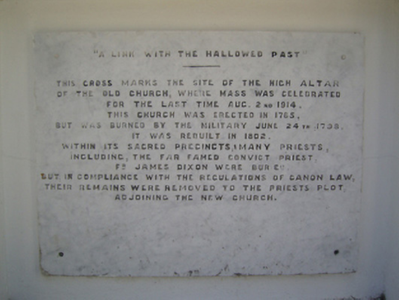 "A LINK WITH THE HALLOWED PAST"
THIS CROSS MARKS THE SITE OF THE HIGH ALTAR
OF THE OLD CHURCH, WHERE MASS WAS CELEBRATED
FOR THE LAST TIME AUG. 2ND 1914.
THIS CHURCH WAS ERECTED IN 1765,
BUT WAS BURNED BY THE MILITARY JUNE 24TH 1798.
IT WAS REBUILT IN 1802.
WITHIN ITS SACRED PRECINCTS, MANY PRIESTS,
INCLUDING, THE FAR FAMED CONVICT PRIEST
FR JAMES DIXON WERE BURIED
BUT IN COMPLIANCE WITH THE REGULATIONS OF CANON LAW,
THEIR REMAINS WERE REMOVED TO THE PRIESTS PLOT,
ADJOINING THE NEW CHURCH.